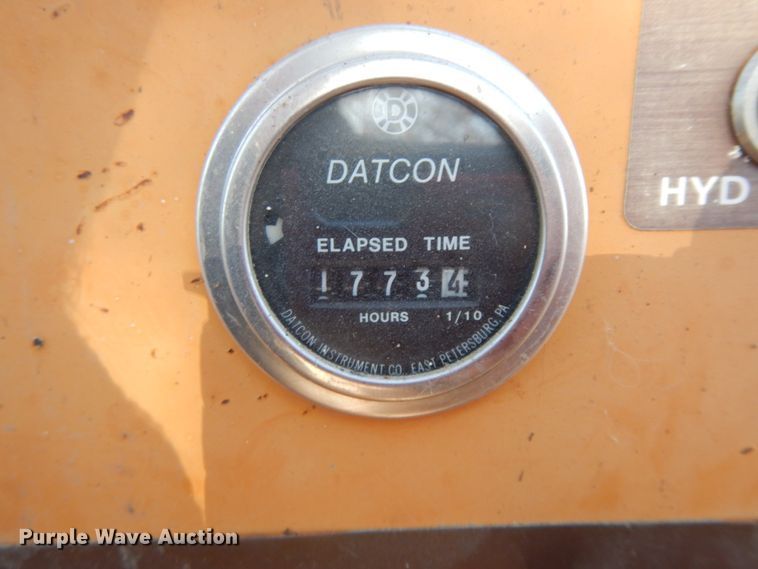 D
DATCON
ELAPSED TIME
17734
HOURS 1/10
DATCON INSTRUMENT CO., EAST PETERSBURG, PA
HYD
Purple Wave Auction